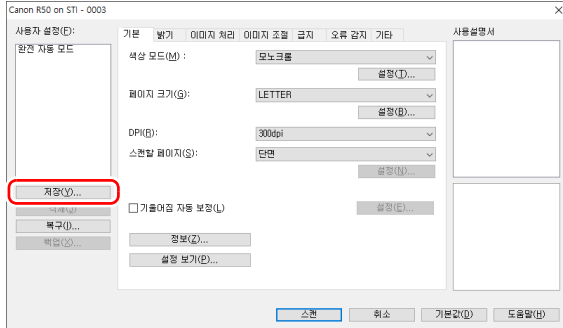 Canon R50 on STI - 0003
사용자 설정(F):
완전 자동 모드
저장(Y)...
삭제(J)
복구(I)...
백업(X)...
기본 밝기 이미지 처리 이미지 조절 급지 오류 감지 기타
색상 모드(M) : 모노크롬
설정(T)...
페이지 크기(G): LETTER
설정(B)...
DPI(R): 300dpi
스캔할 페이지(S): 단면
설정(N)...
기울어짐 자동 보정(L) 설정(E)...
정보(Z)...
설정 보기(P)...
사용설명서
스캔 취소 기본값(D) 도움말(H)